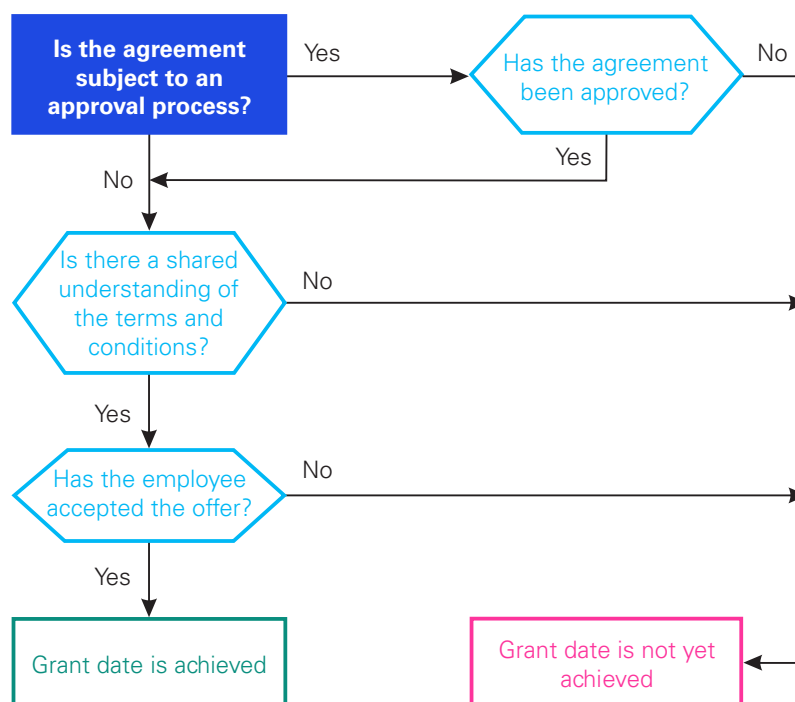 Is the agreement
subject to an
approval process?
Yes
Has the agreement
been approved?
No
Yes
No
Is there a shared
understanding of
the terms and
conditions?
No
Yes
Has the employee
accepted the offer?
No
Yes
Grant date is achieved
Grant date is not yet
achieved